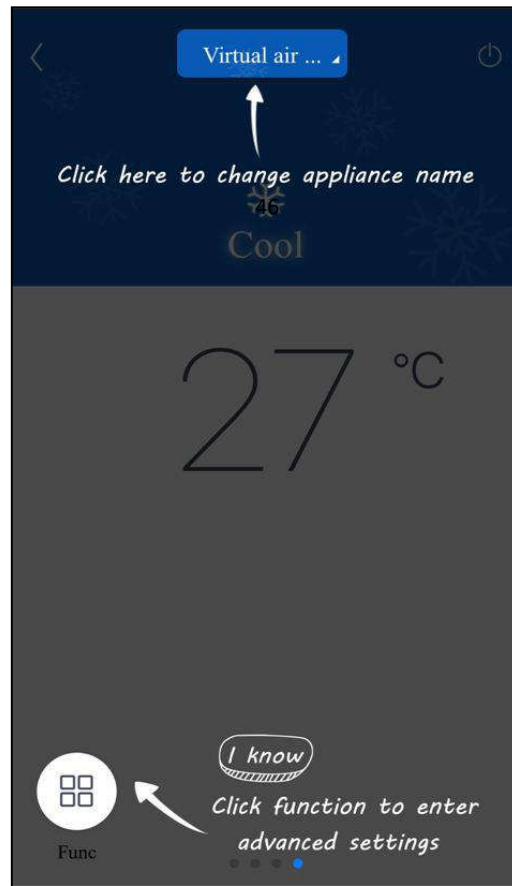 Virtual air ...
Click here to change appliance name
46
Cool
27 °C
I know
Click function to enter
advanced settings
Func